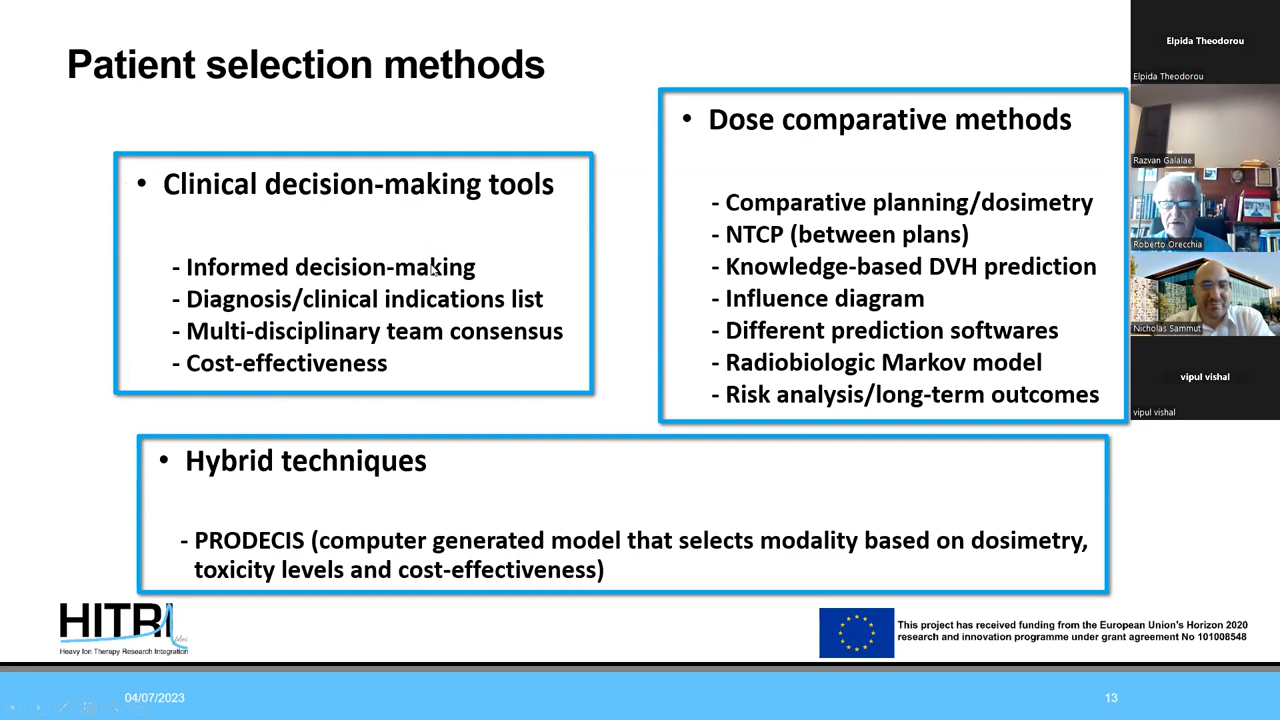 Patient selection methods
• Clinical decision-making tools
- Informed decision-making
- Diagnosis/clinical indications list
- Multi-disciplinary team consensus
- Cost-effectiveness
• Dose comparative methods
- Comparative planning/dosimetry
- NTCP (between plans)
- Knowledge-based DVH prediction
- Influence diagram
- Different prediction softwares
- Radiobiologic Markov model
- Risk analysis/long-term outcomes
• Hybrid techniques
- PRODECIS (computer generated model that selects modality based on dosimetry,
toxicity levels and cost-effectiveness)
HITRI plus
Heavy Ion Therapy Research Integration
This project has received funding from the European Union's Horizon 2020
research and innovation programme under grant agreement No 101008548
04/07/2023
13
Elpida Theodorou
Elpida Theodorou
Razvan Galalae
Roberto Orecchia
Nicholas Sammut
vipul vishal
vipul vishal